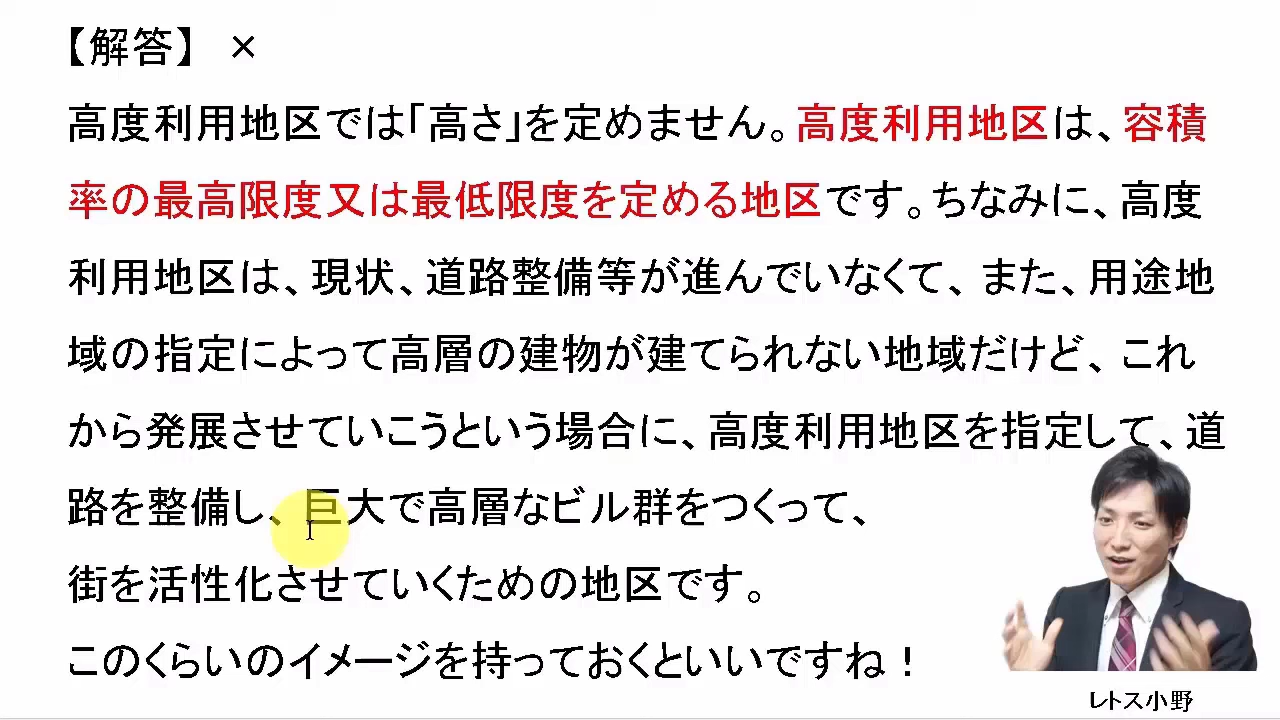 【解答】 ×
高度利用地区では「高さ」を定めません。高度利用地区は、容積
率の最高限度又は最低限度を定める地区です。ちなみに、高度
利用地区は、現状、道路整備等が進んでいなくて、また、用途地
域の指定によって高層の建物が建てられない地域だけど、これ
から発展させていこうという場合に、高度利用地区を指定して、道
路を整備し、巨大で高層なビル群をつくって、
街を活性化させていくための地区です。
このくらいのイメージを持っておくといいですね！
レトス小野